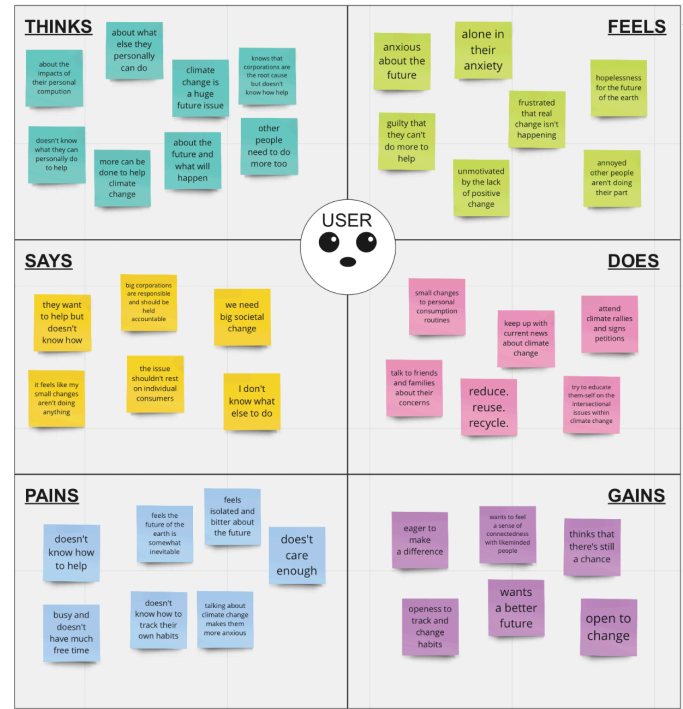 THINKS
about the
impacts of
their personal
compution
about what
else they
personally
can do
climate
change is
a huge
future issue
knows that
corporations are
the root cause
but doesn't
know how help
doesn't know
what they can
personally do
to help
more can be
done to help
climate
change
about the
future and
what will
happen
other
people
need to do
more too
FEELS
anxious
about the
future
alone in
their
anxiety
hopelessness
for the future
of the earth
frustrated
that real
change isn't
happening
guilty that
they can't
do more to
help
unmotivated
by the lack
of positive
change
annoyed
other people
aren't doing
their part
USER
SAYS
they want
to help but
doesn't
know how
big corporations
are responsible
and should be
held
accountable
we need
big societal
change
it feels like my
small changes
aren't doing
anything
the issue
shouldn't rest
on individual
consumers
I don't
know what
else to do
DOES
small changes
to personal
consumption
routines
keep up with
current news
about climate
change
attend
climate rallies
and signs
petitions
talk to friends
and families
about their
concerns
reduce.
reuse.
recycle.
try to educate
them-self on the
intersectional
issues within
climate change
PAINS
doesn't
know how
to help
feels the
future of the
earth is
somewhat
inevitable
feels
isolated and
bitter about
the future
does't
care
enough
busy and
doesn't
have much
free time
doesn't
know how to
track their
own habits
talking about
climate change
makes them
more anxious
GAINS
eager to
make
a difference
wants to feel
a sense of
connectedness
with likeminded
people
thinks that
there's still
a chance
openess to
track and
change
habits
wants
a better
future
open to
change